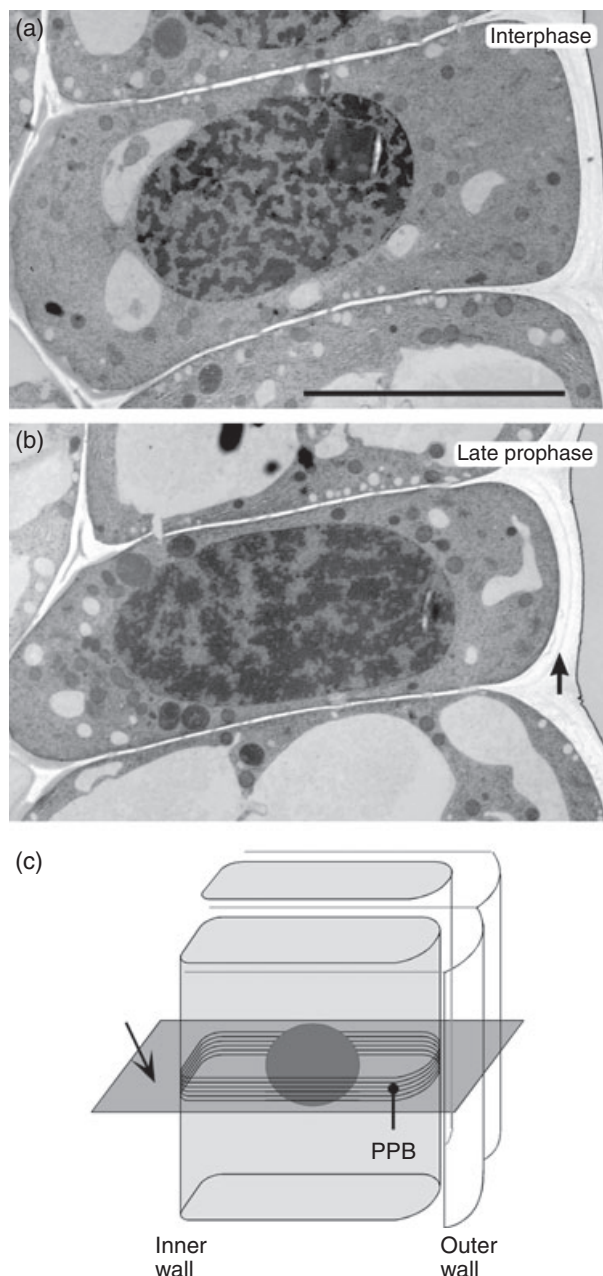 (a)
Interphase
(b)
Late prophase
(c)
PPB
Inner
wall
Outer
wall